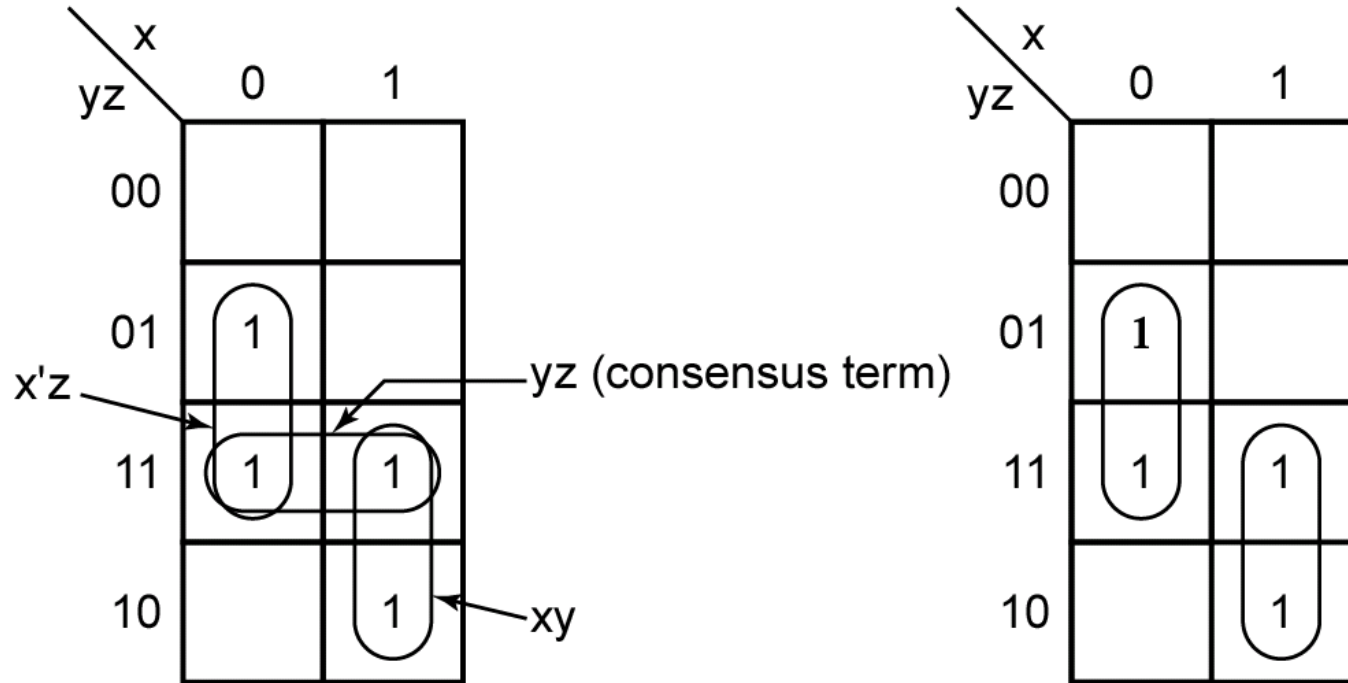 x x
yz 0 1 yz 0 1
00 00
01 1 01 1
x'z yz (consensus term)
11 1 1 11 1 1
10 1 xy 10 1